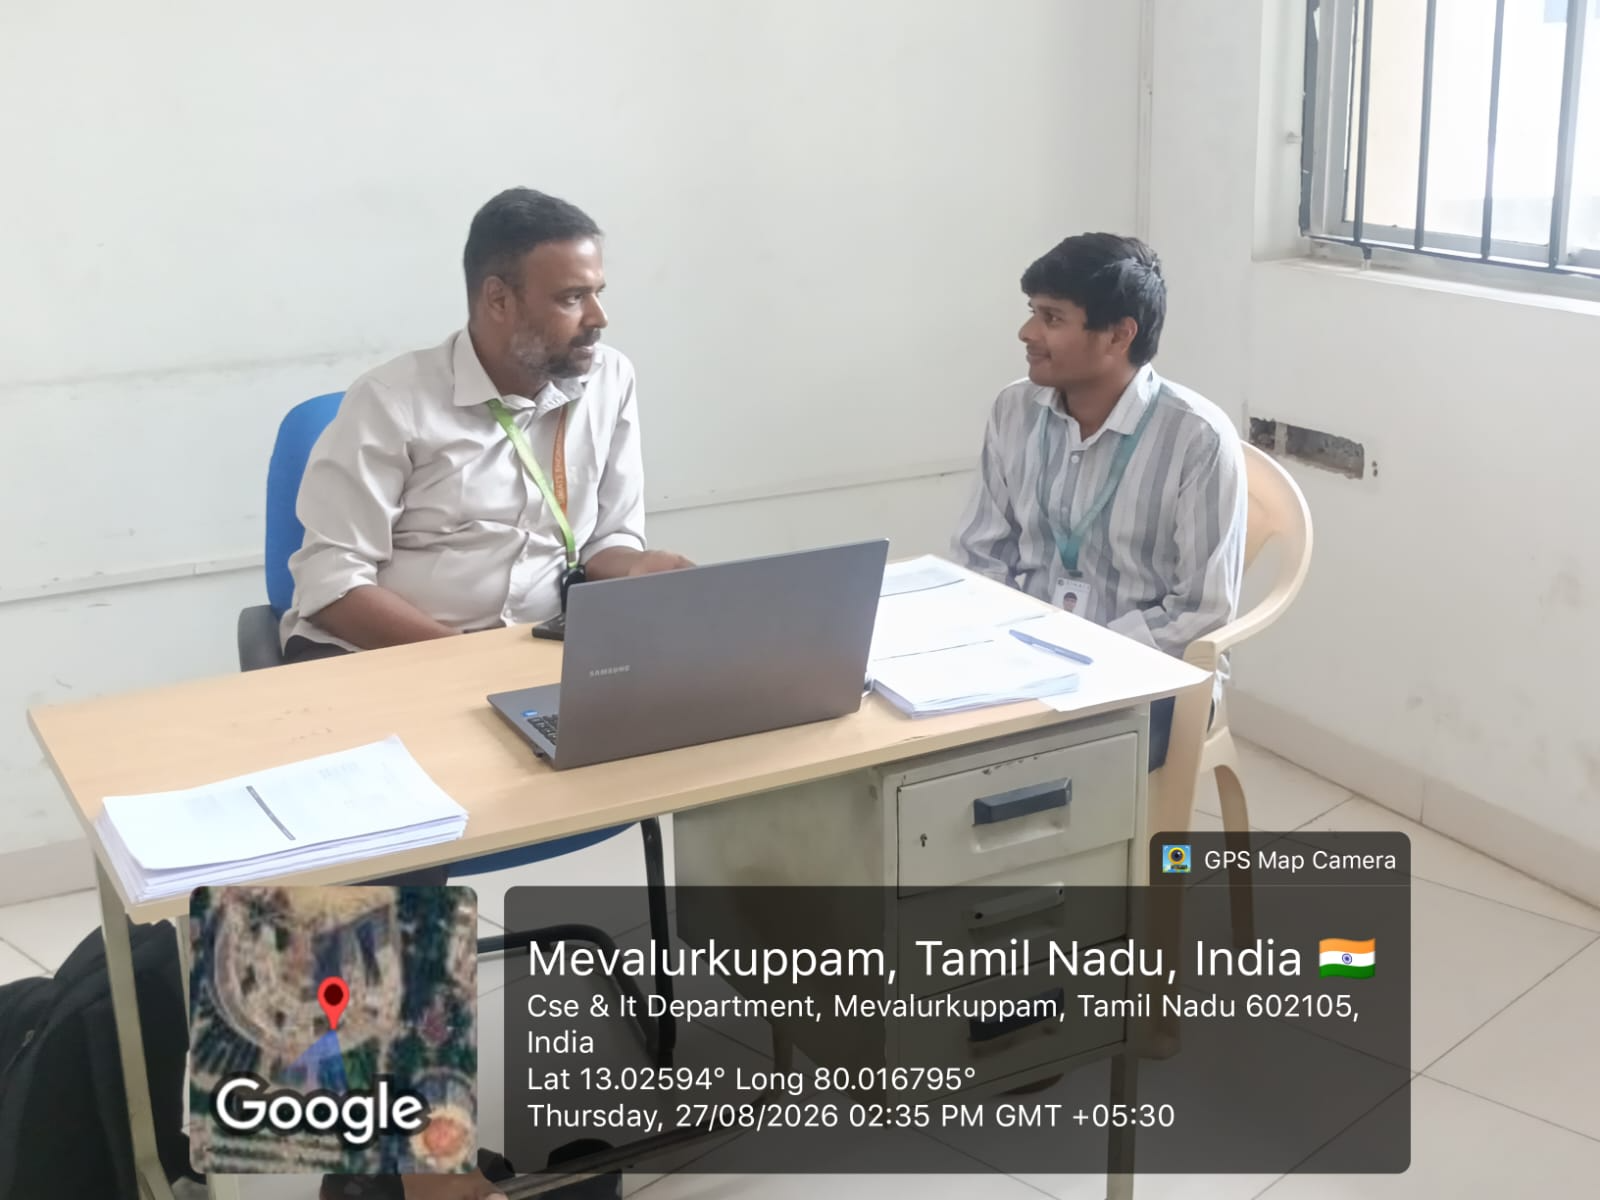 SAMSUNG
GPS Map Camera
Mevalurkuppam, Tamil Nadu, India
Cse & It Department, Mevalurkuppam, Tamil Nadu 602105,
India
Lat 13.02594° Long 80.016795°
Thursday, 27/08/2026 02:35 PM GMT +05:30
Google